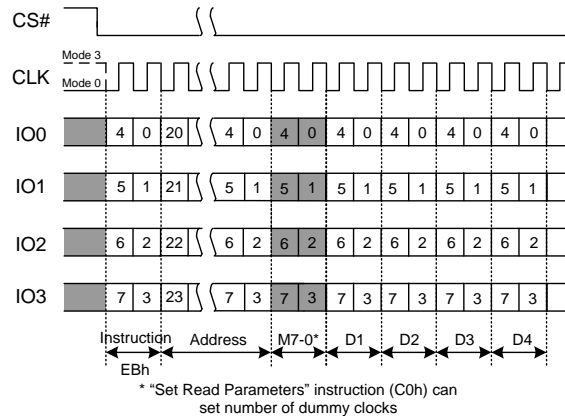 CS#
Mode 3
CLK
Mode 0
IO0 4 0 20 4 0 4 0 4 0 4 0 4 0 4 0
IO1 5 1 21 5 1 5 1 5 1 5 1 5 1 5 1
IO2 6 2 22 6 2 6 2 6 2 6 2 6 2 6 2
IO3 7 3 23 7 3 7 3 7 3 7 3 7 3 7 3
Instruction Address M7-0* D1 D2 D3 D4
EBh
* “Set Read Parameters” instruction (C0h) can
set number of dummy clocks